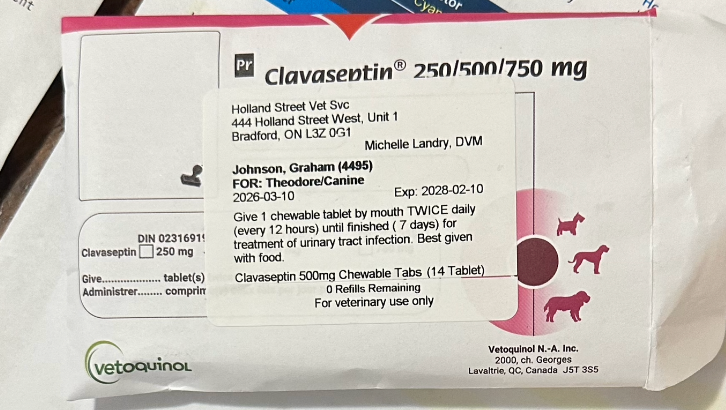 Pr
Clavaseptin® 250/500/750 mg
Holland Street Vet Svc
444 Holland Street West, Unit 1
Bradford, ON L3Z 0G1
Michelle Landry, DVM
Johnson, Graham (4495)
FOR: Theodore/Canine
2026-03-10 Exp: 2028-02-10
Give 1 chewable tablet by mouth TWICE daily
(every 12 hours) until finished ( 7 days) for
treatment of urinary tract infection. Best given
with food.
Clavaseptin 500mg Chewable Tabs (14 Tablet)
0 Refills Remaining
For veterinary use only
DIN 0231691
Clavaseptin 250 mg
Give.................. tablet(s)
Administrer........ comprim
vetoquinol
Vetoquinol N.-A. Inc.
2000, ch. Georges
Lavaltrie, QC, Canada J5T 3S5